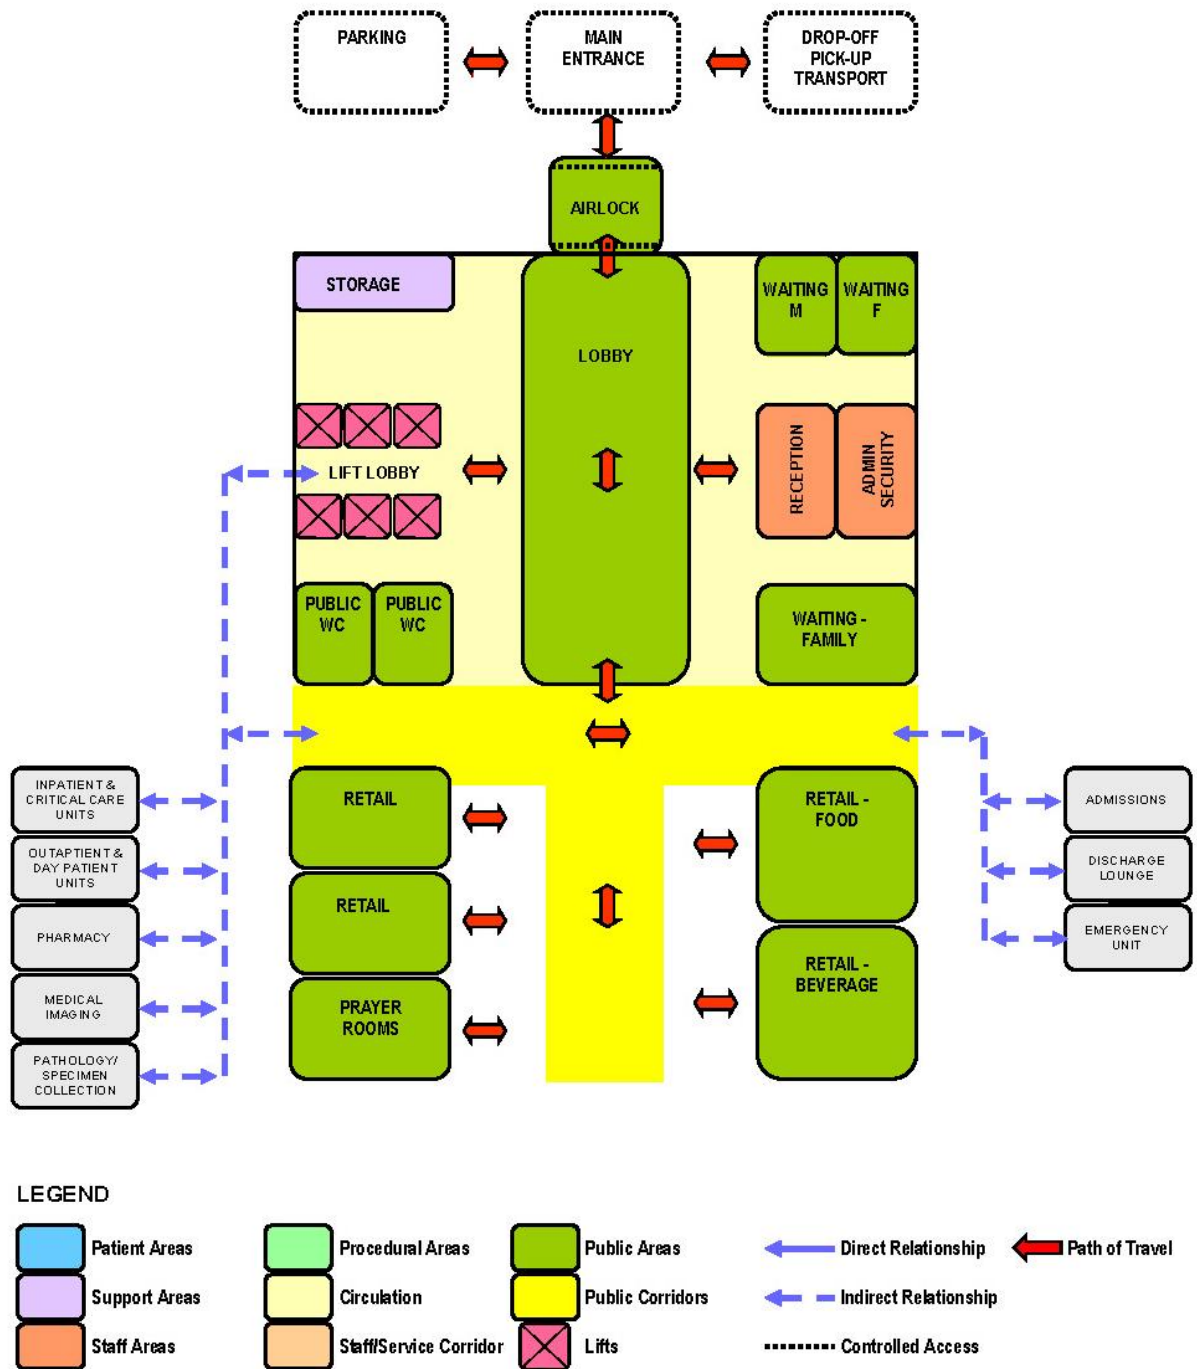 PARKING
MAIN
ENTRANCE
DROP-OFF
PICK-UP
TRANSPORT
AIRLOCK
STORAGE
LOBBY
WAITING
M
WAITING
F
LIFT LOBBY
RECEPTION
ADMIN
SECURITY
PUBLIC
WC
PUBLIC
WC
WAITING -
FAMILY
INPATIENT &
CRITICAL CARE
UNITS
OUTAPTIENT &
DAY PATIENT
UNITS
PHARMACY
MEDICAL
IMAGING
PATHOLOGY/
SPECIMEN
COLLECTION
RETAIL
RETAIL
PRAYER
ROOMS
RETAIL -
FOOD
RETAIL -
BEVERAGE
ADMISSIONS
DISCHARGE
LOUNGE
EMERGENCY
UNIT
LEGEND
Patient Areas
Procedural Areas
Public Areas
Direct Relationship
Path of Travel
Support Areas
Circulation
Public Corridors
Indirect Relationship
Staff Areas
Staff/Service Corridor
Lifts
Controlled Access